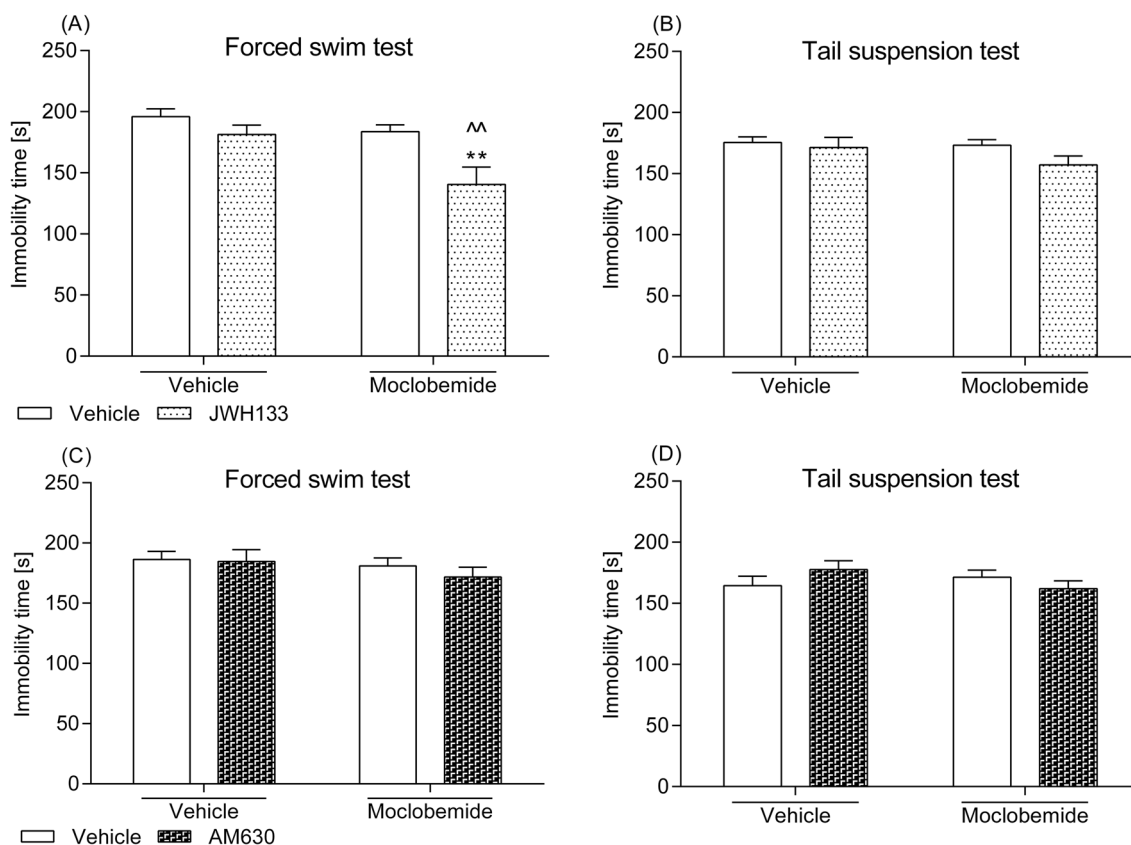 (A)
Forced swim test
Immobility time [s]
250
200
150
100
50
0
^^
**
Vehicle
Moclobemide
Vehicle
JWH133
(B)
Tail suspension test
Immobility time [s]
250
200
150
100
50
0
Vehicle
Moclobemide
(C)
Forced swim test
Immobility time [s]
250
200
150
100
50
0
Vehicle
Moclobemide
Vehicle
AM630
(D)
Tail suspension test
Immobility time [s]
250
200
150
100
50
0
Vehicle
Moclobemide